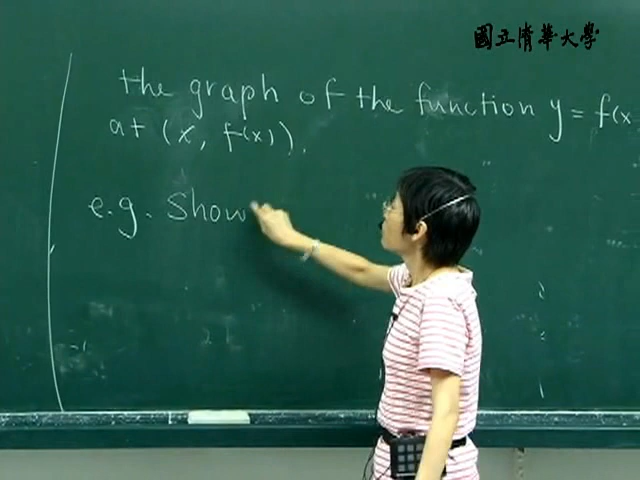 國立清華大學
the graph of the function y = f(x
at (x, f(x)).
e.g. Show